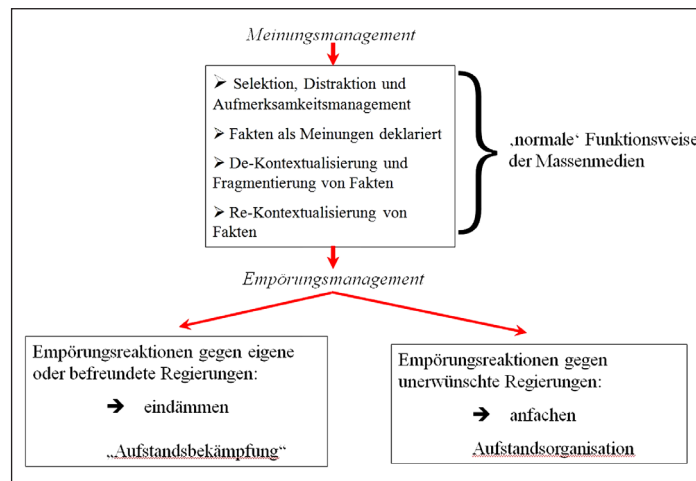 Meinungsmanagement
➢ Selektion, Distraktion und
Aufmerksamkeitsmanagement
➢ Fakten als Meinungen deklariert
➢ De-Kontextualisierung und
Fragmentierung von Fakten
➢ Re-Kontextualisierung von
Fakten
‚normale‘ Funktionsweise
der Massenmedien
Empörungsmanagement
Empörungsreaktionen gegen eigene
oder befreundete Regierungen:
➔ eindämmen
„Aufstandsbekämpfung“
Empörungsreaktionen gegen
unerwünschte Regierungen:
➔ anfachen
Aufstandsorganisation